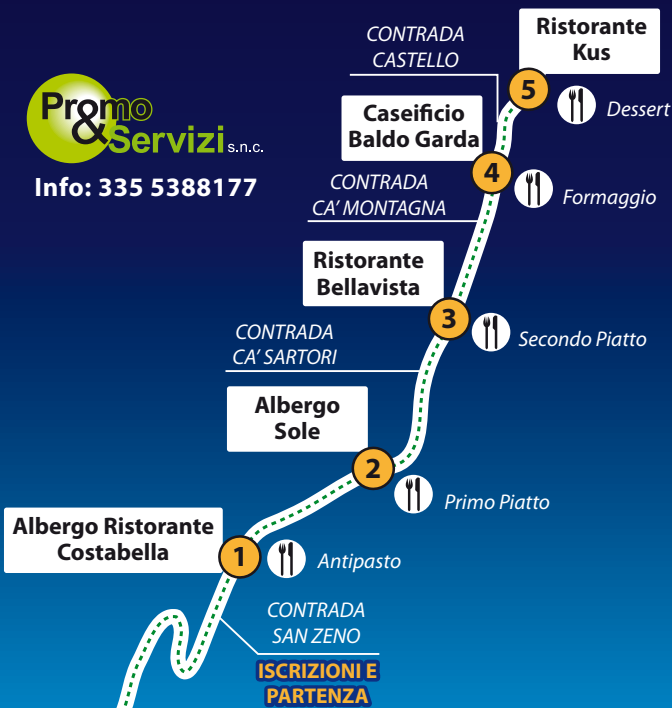 CONTRADA
CASTELLO
Ristorante
Kus
5
Dessert
Promo
&Servizi s.n.c.
Info: 335 5388177
Caseificio
Baldo Garda
4
Formaggio
CONTRADA
CA’ MONTAGNA
Ristorante
Bellavista
3
Secondo Piatto
CONTRADA
CA’ SARTORI
Albergo
Sole
2
Primo Piatto
Albergo Ristorante
Costabella
1
Antipasto
CONTRADA
SAN ZENO
ISCRIZIONI E
PARTENZA